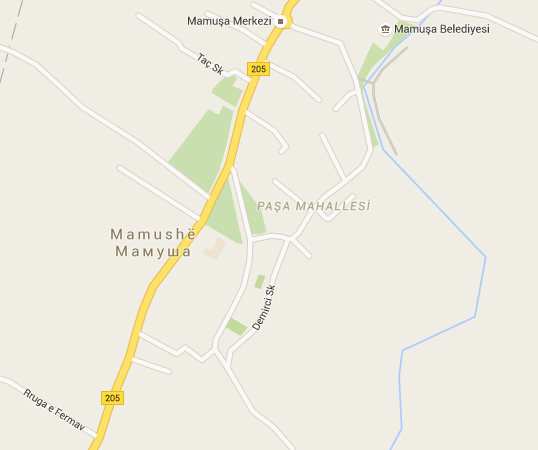 Mamuşa Merkezi
Mamuşa Belediyesi
Taç Sk
205
PAŞA MAHALLESİ
Mamushë
Мамуша
Demirci Sk
205
Rruga e Fermav